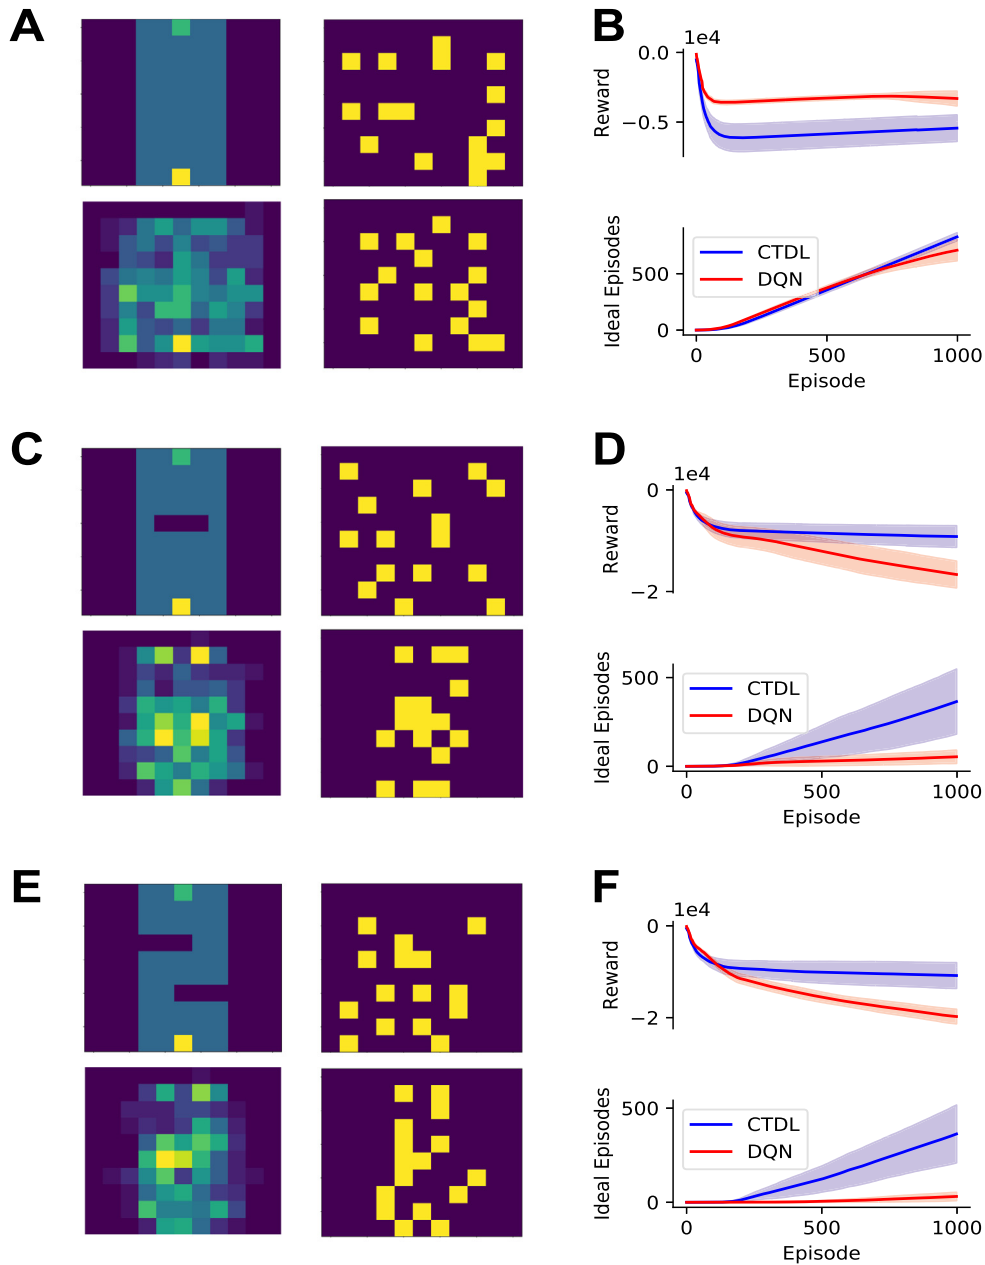 A
B
1e4
0.0
−0.5
Reward
Ideal Episodes
500
0
CTDL
DQN
0
500
1000
Episode
C
D
1e4
0
−2
Reward
Ideal Episodes
500
0
CTDL
DQN
0
500
1000
Episode
E
F
1e4
0
−2
Reward
Ideal Episodes
500
0
CTDL
DQN
0
500
1000
Episode